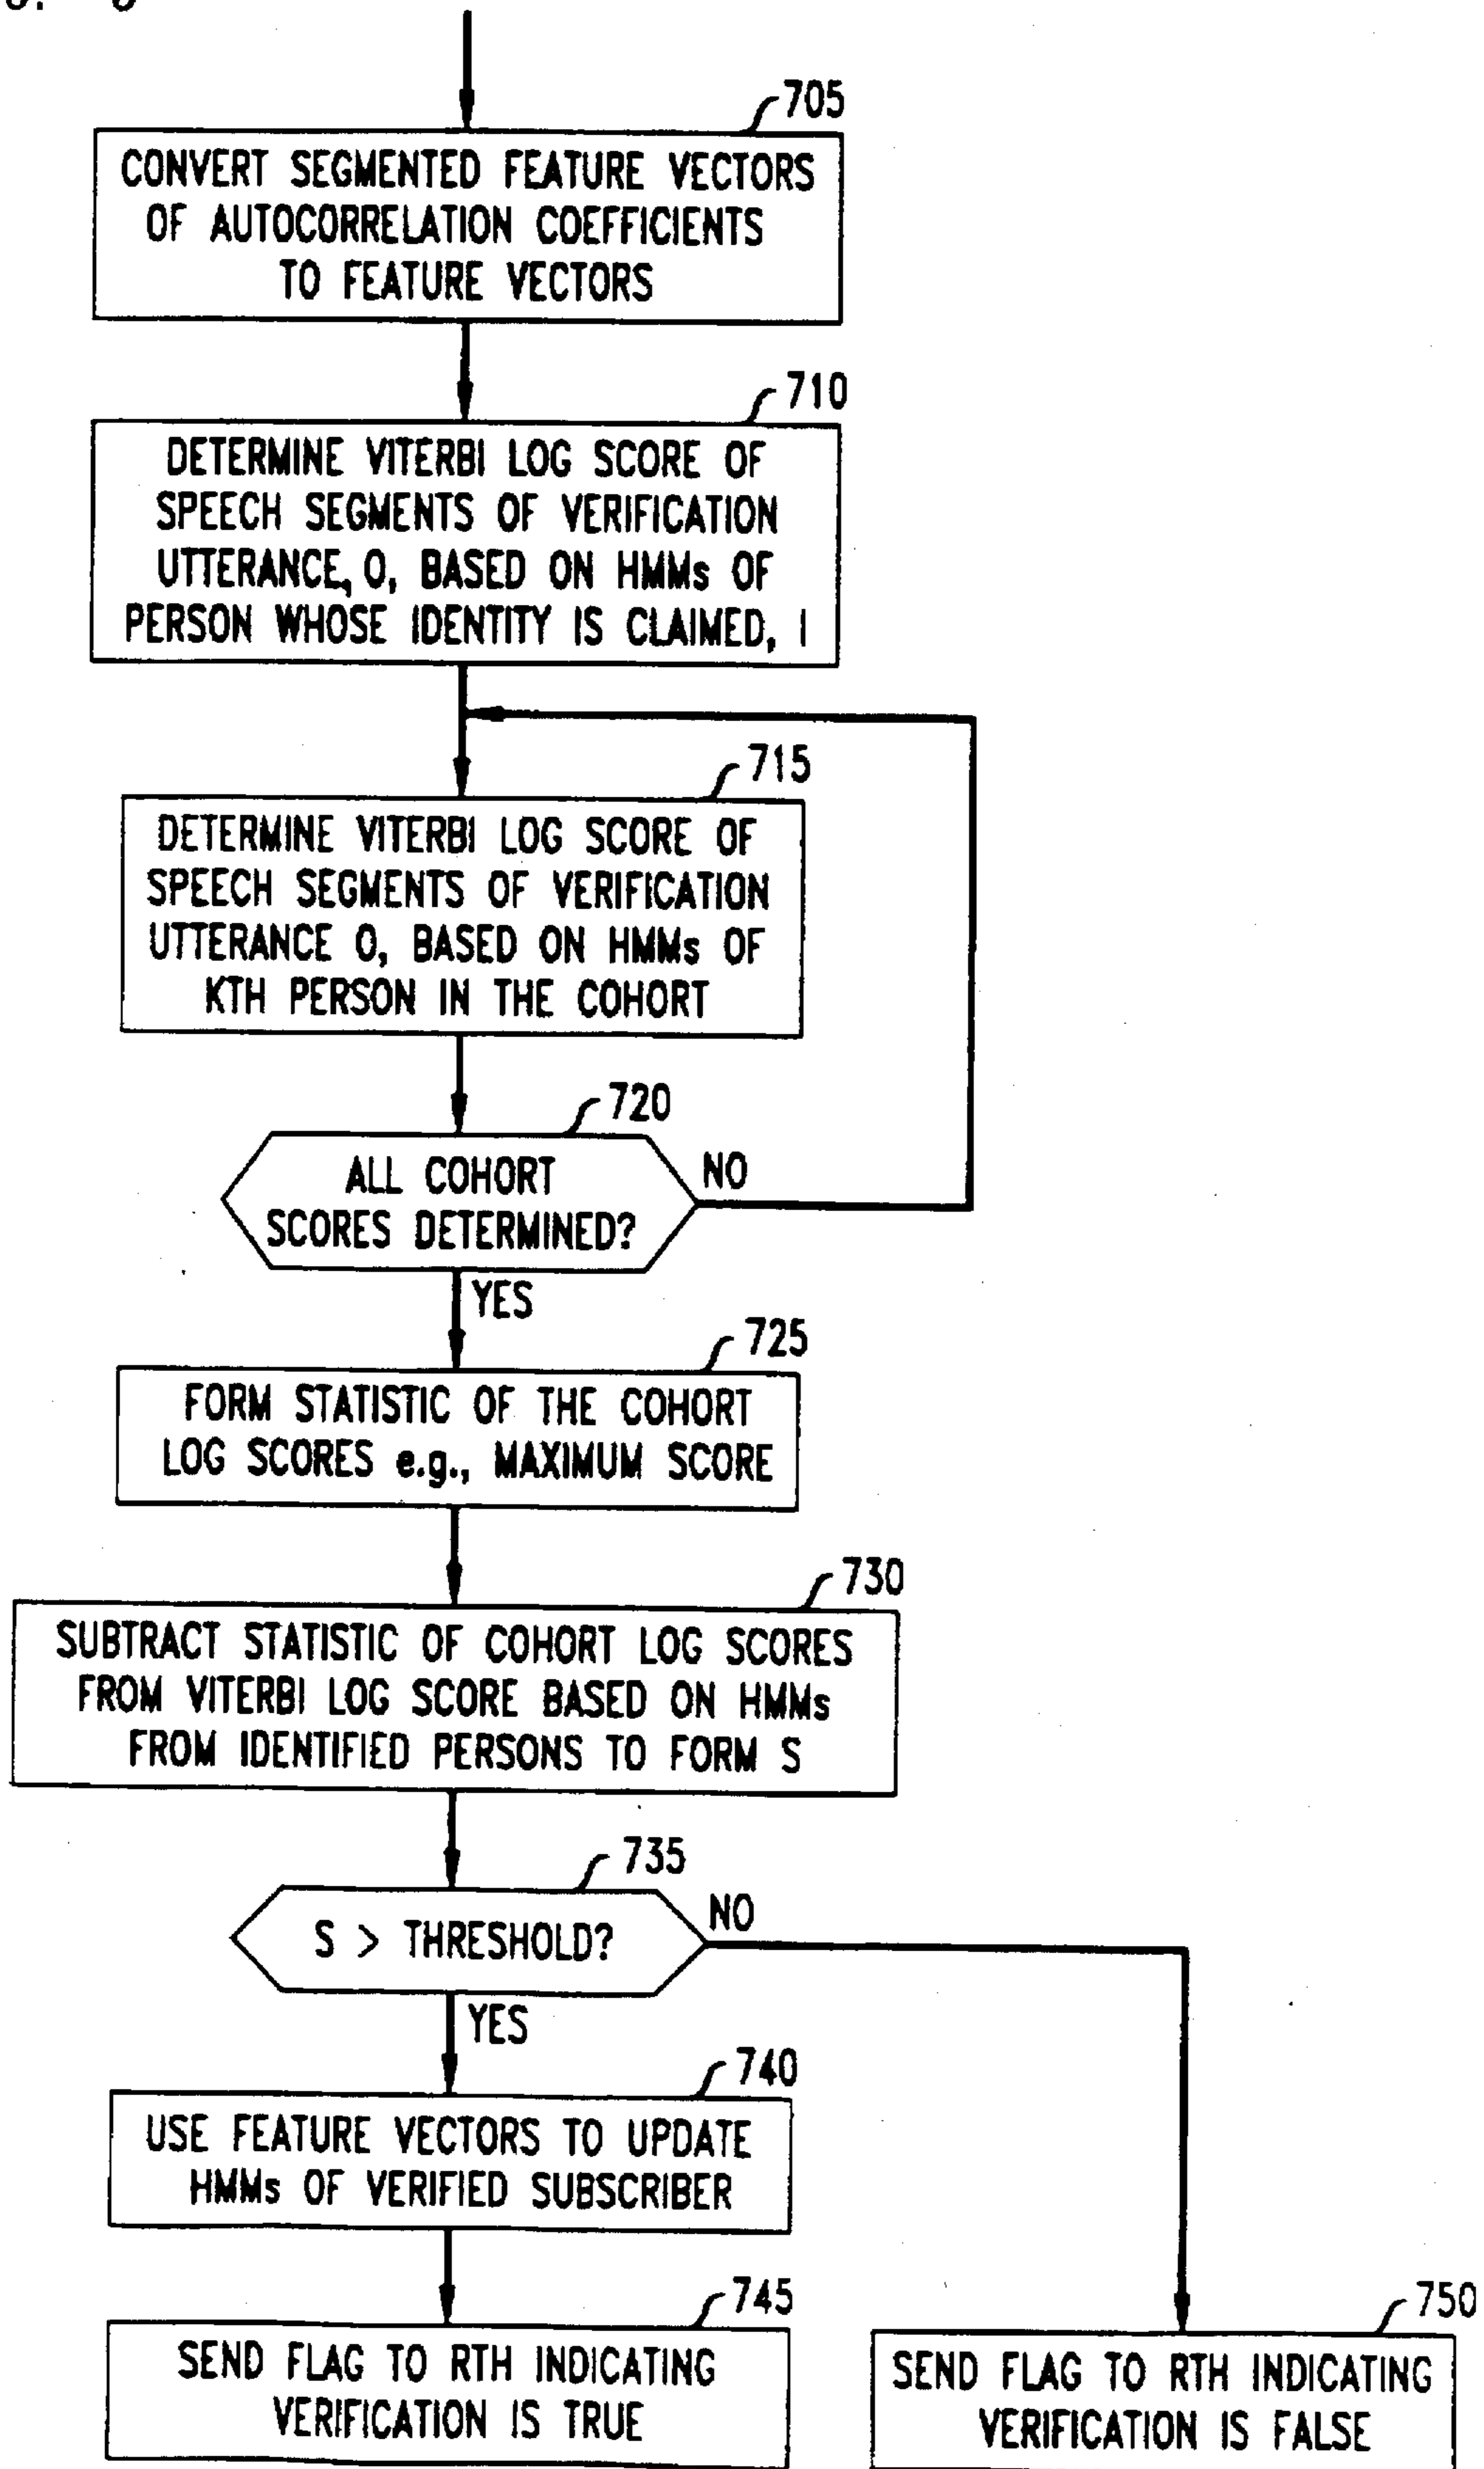 705
CONVERT SEGMENTED FEATURE VECTORS
OF AUTOCORRELATION COEFFICIENTS
TO FEATURE VECTORS
710
DETERMINE VITERBI LOG SCORE OF
SPEECH SEGMENTS OF VERIFICATION
UTTERANCE, O, BASED ON HMMs OF
PERSON WHOSE IDENTITY IS CLAIMED, I
715
DETERMINE VITERBI LOG SCORE OF
SPEECH SEGMENTS OF VERIFICATION
UTTERANCE O, BASED ON HMMs OF
KTH PERSON IN THE COHORT
720
ALL COHORT
SCORES DETERMINED?
NO
YES
725
FORM STATISTIC OF THE COHORT
LOG SCORES e.g., MAXIMUM SCORE
730
SUBTRACT STATISTIC OF COHORT LOG SCORES
FROM VITERBI LOG SCORE BASED ON HMMs
FROM IDENTIFIED PERSONS TO FORM S
735
S > THRESHOLD?
NO
YES
740
USE FEATURE VECTORS TO UPDATE
HMMs OF VERIFIED SUBSCRIBER
745
SEND FLAG TO RTH INDICATING
VERIFICATION IS TRUE
750
SEND FLAG TO RTH INDICATING
VERIFICATION IS FALSE